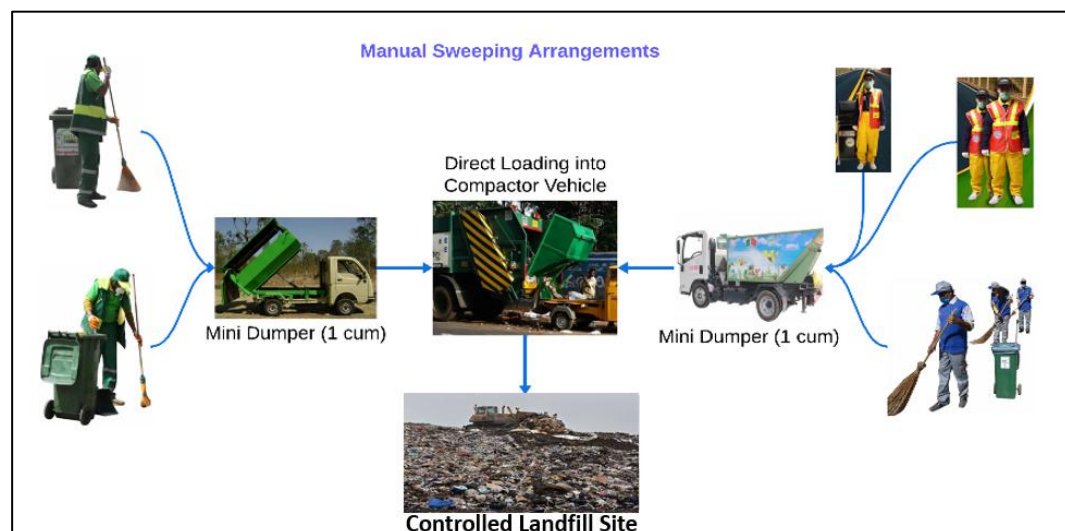 Manual Sweeping Arrangements
Direct Loading into
Compactor Vehicle
Mini Dumper (1 cum)
Mini Dumper (1 cum)
Controlled Landfill Site